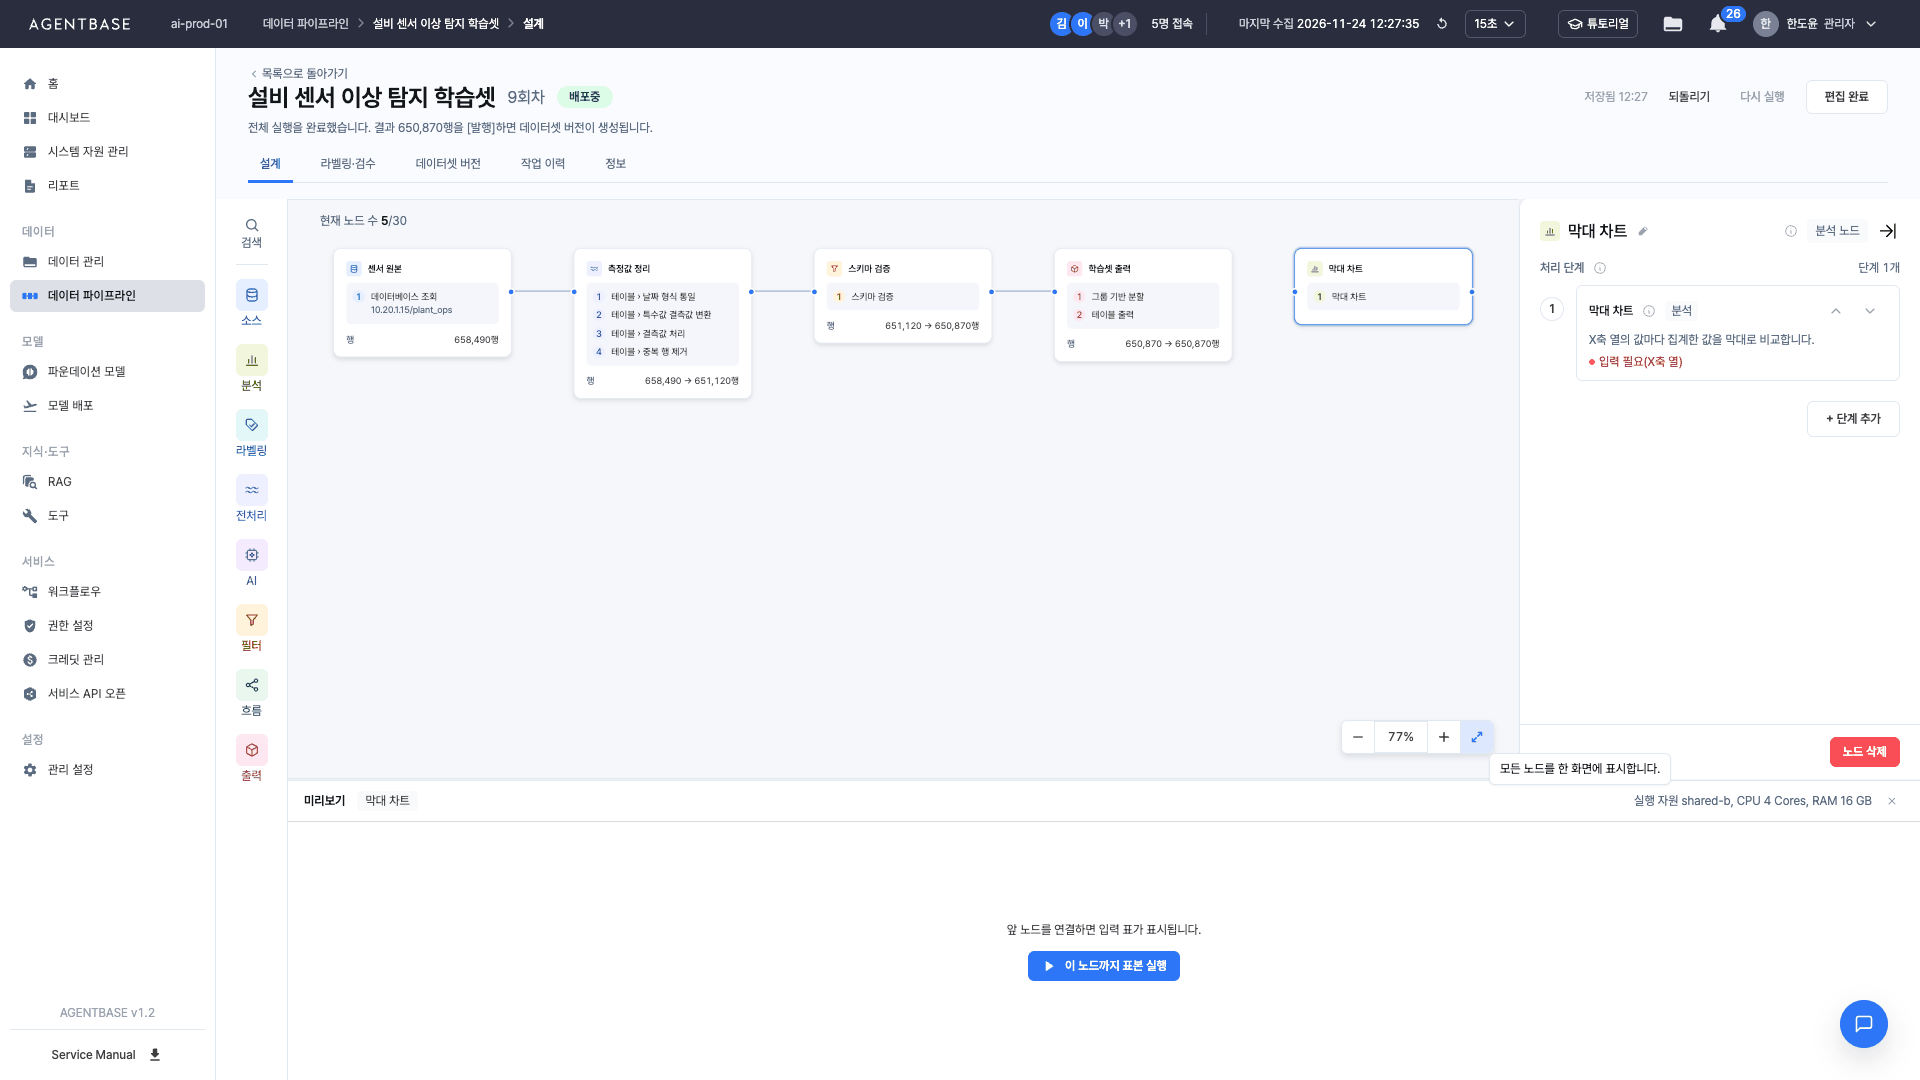 AGENTBASE
ai-prod-01
데이터 파이프라인 > 설비 센서 이상 탐지 학습셋 > 설계
김 이 박 +1 5명 접속
마지막 수집 2026-11-24 12:27:35
15초
튜토리얼
26
한 한도윤 관리자
홈
대시보드
시스템 자원 관리
리포트
데이터
데이터 관리
데이터 파이프라인
모델
파운데이션 모델
모델 배포
지식·도구
RAG
도구
서비스
워크플로우
권한 설정
크레딧 관리
서비스 API 오픈
설정
관리 설정
AGENTBASE v1.2
Service Manual
목록으로 돌아가기
설비 센서 이상 탐지 학습셋 9회차 배포중
저장됨 12:27 되돌리기 다시 실행 편집 완료
전체 실행을 완료했습니다. 결과 650,870행을 [발행]하면 데이터셋 버전이 생성됩니다.
설계 라벨링·검수 데이터셋 버전 작업 이력 정보
검색
소스
분석
라벨링
전처리
AI
필터
흐름
출력
현재 노드 수 5/30
센서 원본
1 데이터베이스 조회
10.20.1.15/plant_ops
행 658,490행
측정값 정리
1 테이블 › 날짜 형식 통일
2 테이블 › 특수값 결측값 변환
3 테이블 › 결측값 처리
4 테이블 › 중복 행 제거
행 658,490 → 651,120행
스키마 검증
1 스키마 검증
행 651,120 → 650,870행
학습셋 출력
1 그룹 기반 분할
2 테이블 출력
행 650,870 → 650,870행
막대 차트
1 막대 차트
77%
모든 노드를 한 화면에 표시합니다.
막대 차트 분석 노드
처리 단계 단계 1개
1 막대 차트 분석
X축 열의 값마다 집계한 값을 막대로 비교합니다.
입력 필요(X축 열)
+ 단계 추가
노드 삭제
미리보기 막대 차트
실행 자원 shared-b, CPU 4 Cores, RAM 16 GB
앞 노드를 연결하면 입력 표가 표시됩니다.
이 노드까지 표본 실행